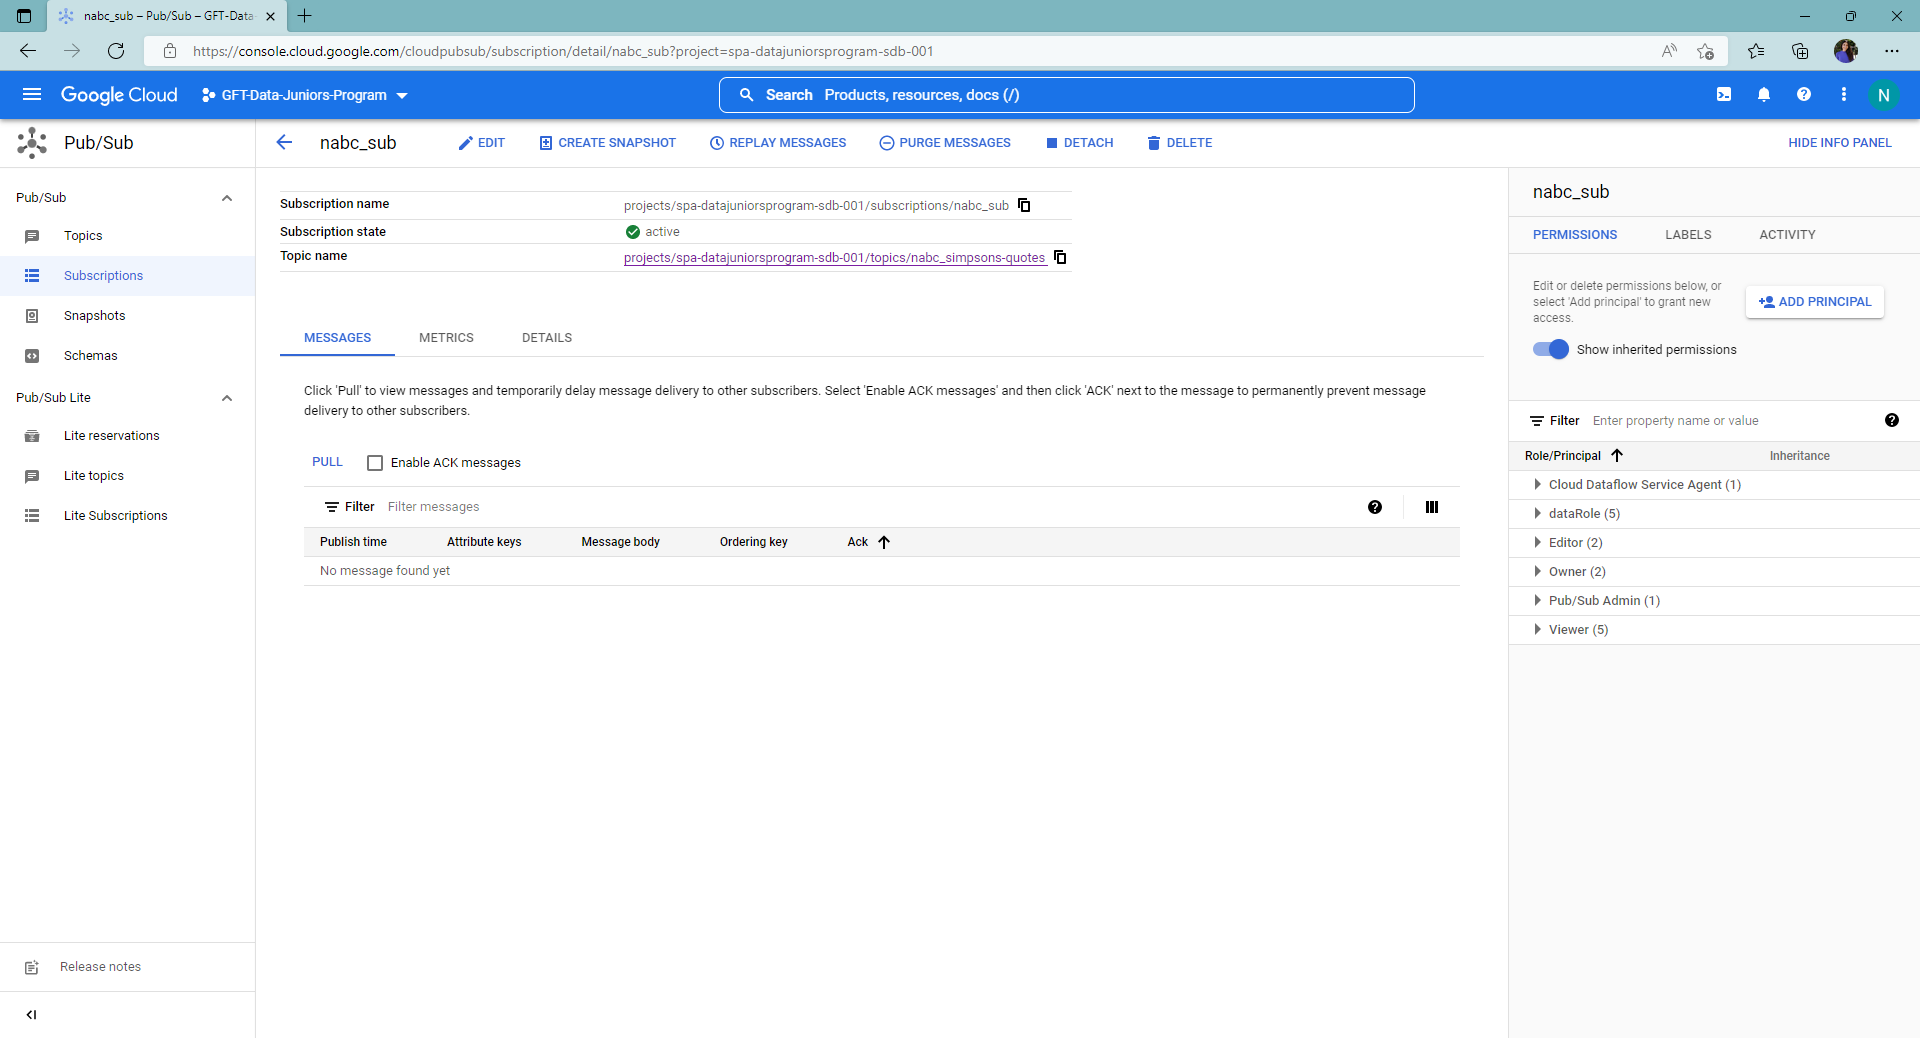 nabc_sub – Pub/Sub – GFT-Data-
https://console.cloud.google.com/cloudpubsub/subscription/detail/nabc_sub?project=spa-datajuniorsprogram-sdb-001
Google Cloud
GFT-Data-Juniors-Program
Search Products, resources, docs (/)
N
Pub/Sub
nabc_sub
EDIT
CREATE SNAPSHOT
REPLAY MESSAGES
PURGE MESSAGES
DETACH
DELETE
HIDE INFO PANEL
Pub/Sub
Topics
Subscriptions
Snapshots
Schemas
Pub/Sub Lite
Lite reservations
Lite topics
Lite Subscriptions
Release notes
Subscription name projects/spa-datajuniorsprogram-sdb-001/subscriptions/nabc_sub
Subscription state active
Topic name projects/spa-datajuniorsprogram-sdb-001/topics/nabc_simpsons-quotes
MESSAGES METRICS DETAILS
Click 'Pull' to view messages and temporarily delay message delivery to other subscribers. Select 'Enable ACK messages' and then click 'ACK' next to the message to permanently prevent message
delivery to other subscribers.
PULL Enable ACK messages
Filter Filter messages
Publish time Attribute keys Message body Ordering key Ack
No message found yet
nabc_sub
PERMISSIONS LABELS ACTIVITY
Edit or delete permissions below, or
select 'Add principal' to grant new
access.
ADD PRINCIPAL
Show inherited permissions
Filter Enter property name or value
Role/Principal Inheritance
Cloud Dataflow Service Agent (1)
dataRole (5)
Editor (2)
Owner (2)
Pub/Sub Admin (1)
Viewer (5)